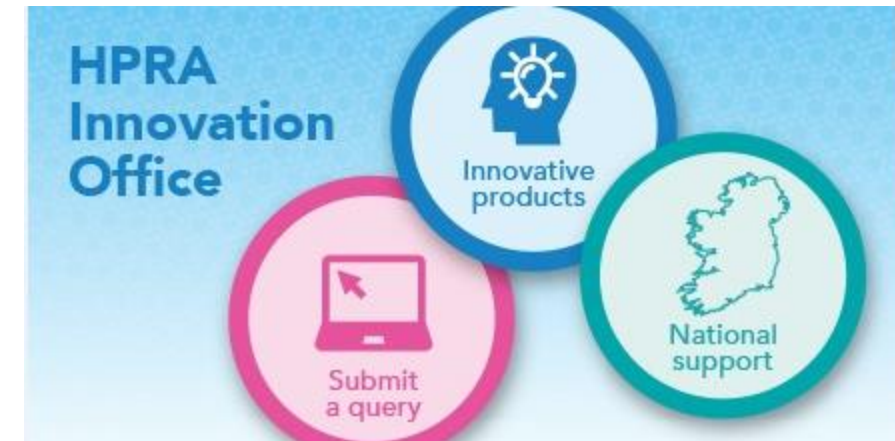 HPRA
Innovation
Office
Innovative
products
National
support
Submit
a query